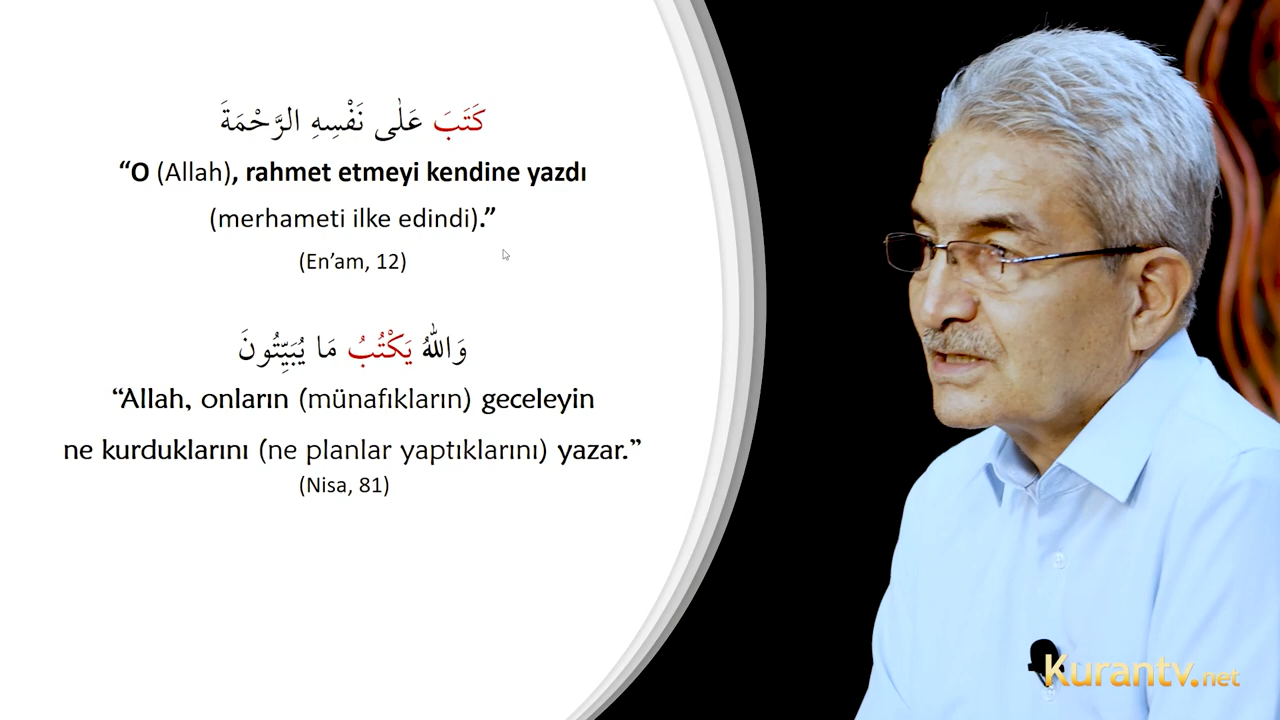 كَتَبَ عَلٰى نَفْسِهِ الرَّحْمَةَ
“O (Allah), rahmet etmeyi kendine yazdı
(merhameti ilke edindi).”
(En’am, 12)
وَاللّٰهُ يَكْتُبُ مَا يُبَيِّتُونَ
“Allah, onların (münafıkların) geceleyin
ne kurduklarını (ne planlar yaptıklarını) yazar.”
(Nisa, 81)
Kurantv.net